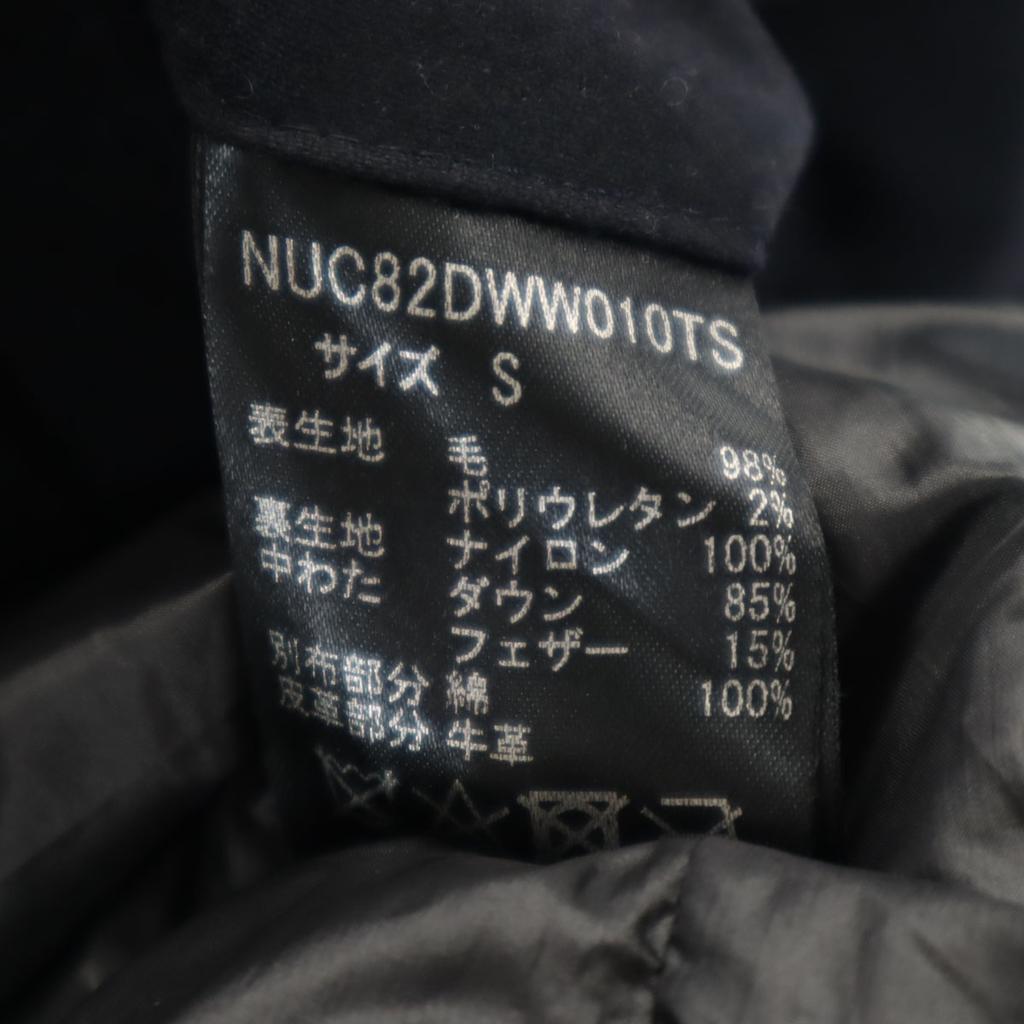 NUC82DWW010TS
サイズ S
表生地 毛 98%
ポリウレタン 2%
裏生地 ナイロン 100%
中わた ダウン 85%
フェザー 15%
別布部分 綿 100%
皮革部分 牛革